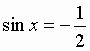 sin x = -1/2